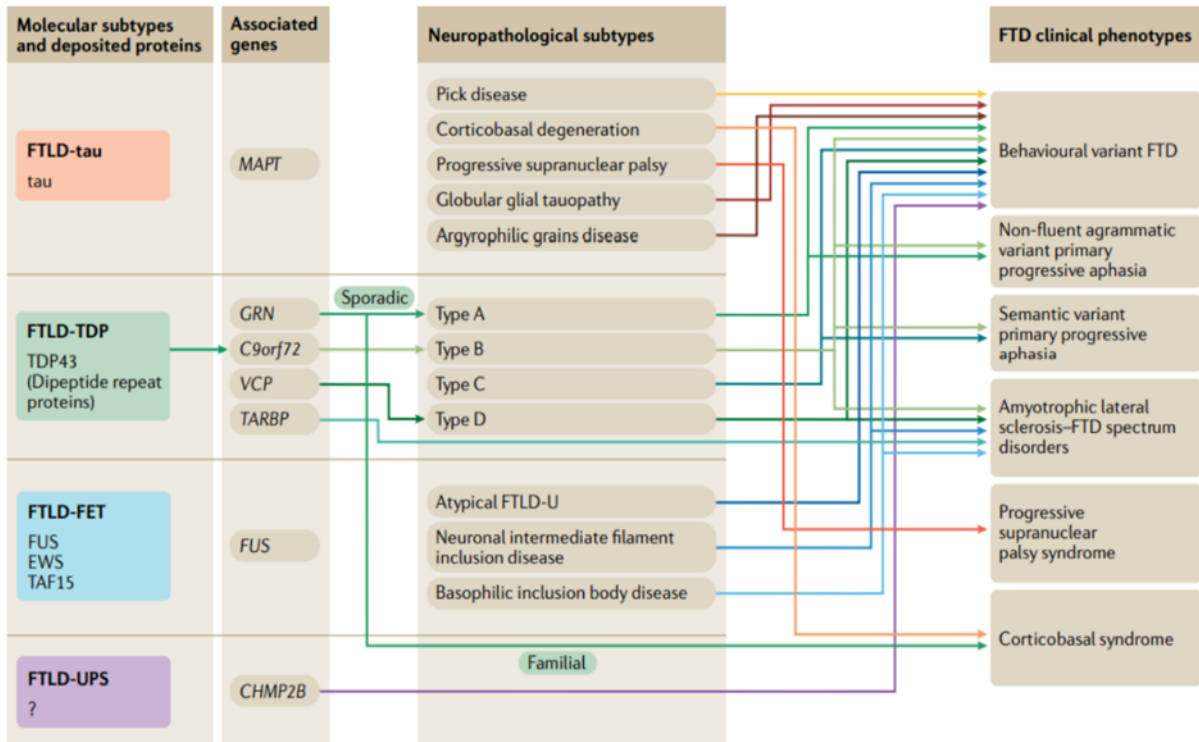 Molecular subtypes
and deposited proteins
Associated
genes
Neuropathological subtypes
FTD clinical phenotypes
FTLD-tau
tau
MAPT
Pick disease
Corticobasal degeneration
Progressive supranuclear palsy
Globular glial tauopathy
Argyrophilic grains disease
Behavioural variant FTD
Non-fluent agrammatic
variant primary
progressive aphasia
FTLD-TDP
TDP43
(Dipeptide repeat
proteins)
GRN
C9orf72
VCP
TARBP
Sporadic
Type A
Type B
Type C
Type D
Semantic variant
primary progressive
aphasia
Amyotrophic lateral
sclerosis–FTD spectrum
disorders
FTLD-FET
FUS
EWS
TAF15
FUS
Atypical FTLD-U
Neuronal intermediate filament
inclusion disease
Basophilic inclusion body disease
Progressive
supranuclear
palsy syndrome
Corticobasal syndrome
Familial
FTLD-UPS
?
CHMP2B